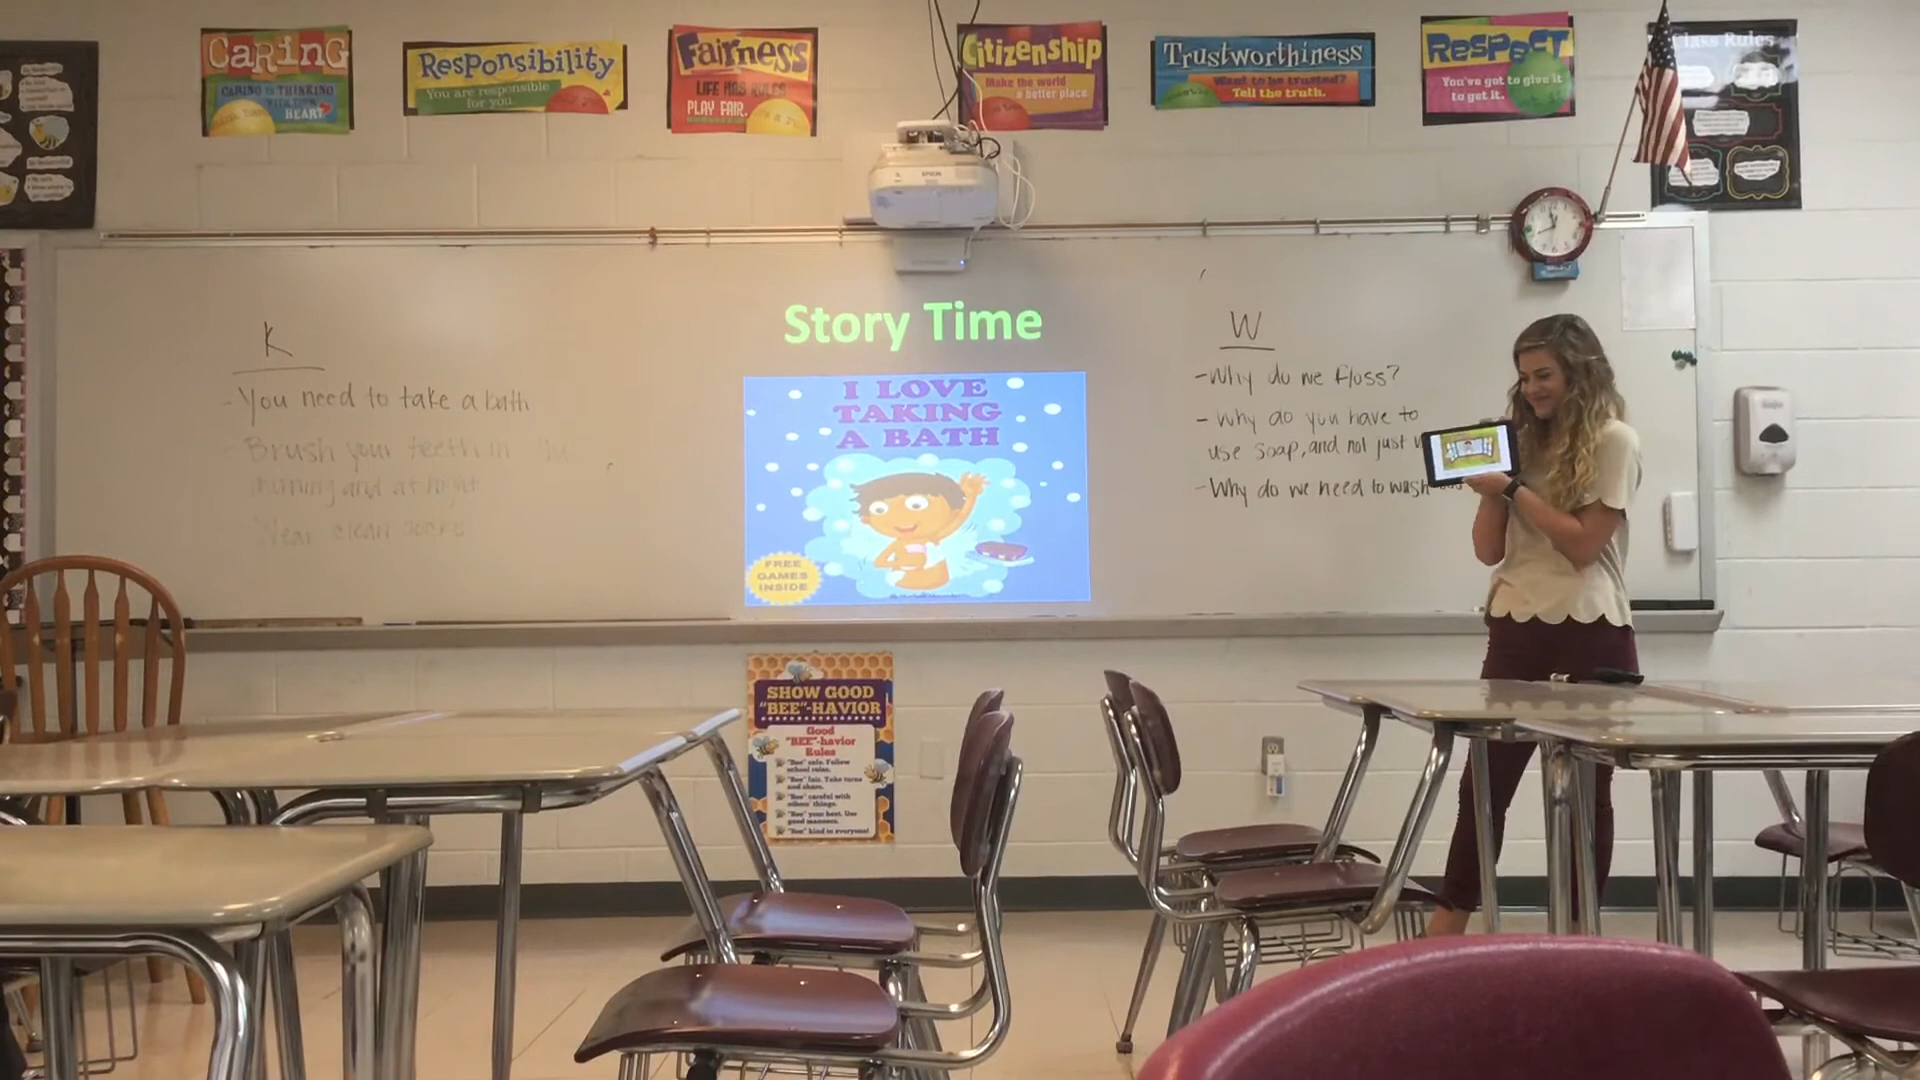 CaRiNG
CARING IS THINKING
WITH YOUR
HEART.
Responsibility
You are responsible
for you.
Fairness
LIFE HAS RULES
PLAY FAIR.
Citizenship
Make the world
a better place.
Trustworthiness
Want to be trusted?
Tell the truth.
ResPeCT
You've got to give it
to get it.
Class Rules
EPSON
K
- You need to take a bath
- Brush your teeth in the
morning and at night
Wear clean socks
Story Time
I LOVE
TAKING
A BATH
FREE
GAMES
INSIDE
W
- Why do we floss?
- Why do you have to
use soap, and not just
- Why do we need to wash
SHOW GOOD
"BEE"-HAVIOR
Good
"BEE"-havior
Rules
"Bee" safe. Follow
school rules.
"Bee" fair. Take turns
and share.
"Bee" careful with
others' things.
"Bee" your best. Use
good manners.
"Bee" kind to everyone!